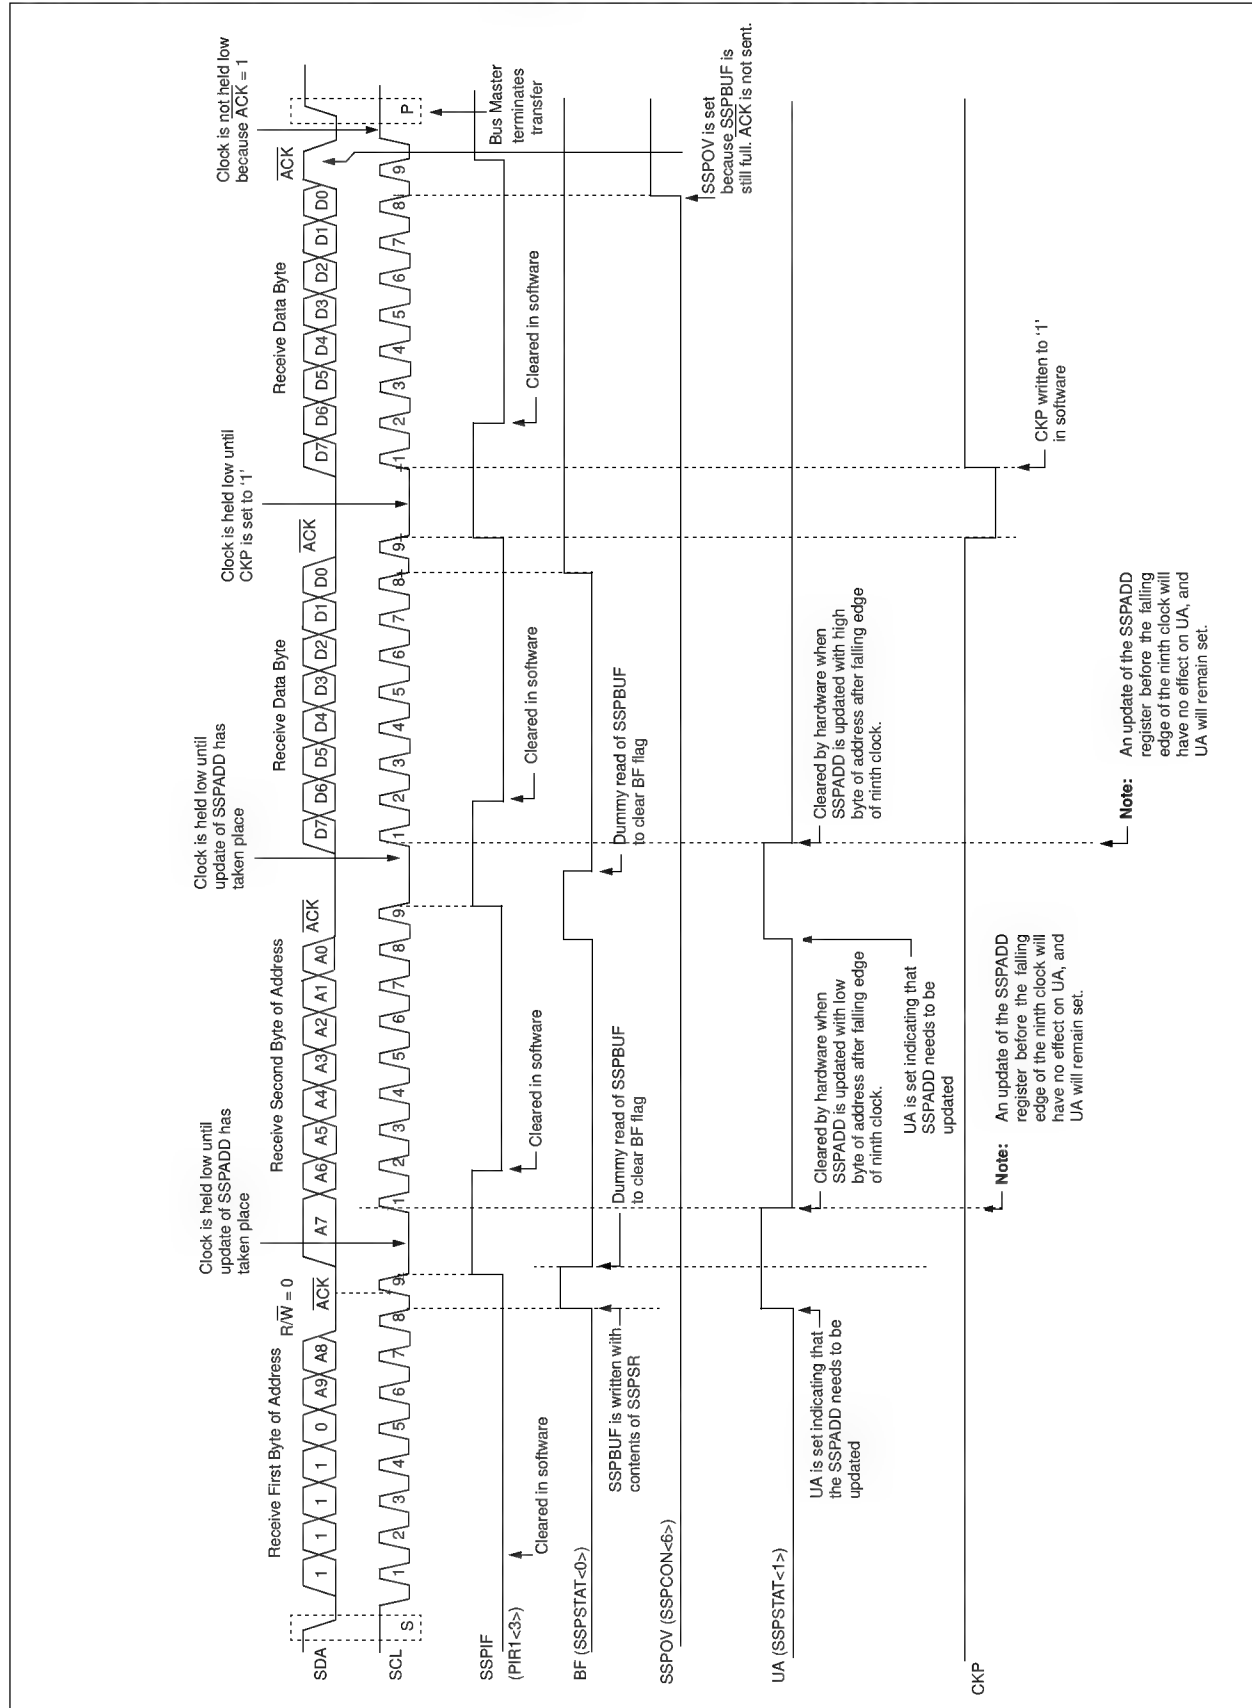 Receive First Byte of Address
R/W = 0
ACK
Clock is held low until
update of SSPADD has
taken place
Receive Second Byte of Address
ACK
Clock is held low until
update of SSPADD has
taken place
Receive Data Byte
ACK
Clock is held low until
CKP is set to ‘1’
Receive Data Byte
ACK
Clock is not held low
because ACK = 1
SDA
1 1 1 1 0 A9 A8
A7 A6 A5 A4 A3 A2 A1 A0
D7 D6 D5 D4 D3 D2 D1 D0
D7 D6 D5 D4 D3 D2 D1 D0
SCL
S
1 2 3 4 5 6 7 8 9
1 2 3 4 5 6 7 8 9
1 2 3 4 5 6 7 8 9
1 2 3 4 5 6 7 8 9
P
Bus Master
terminates
transfer
SSPIF
(PIR1<3>)
Cleared in software
Cleared in software
Cleared in software
Cleared in software
BF (SSPSTAT<0>)
SSPBUF is written with
contents of SSPSR
Dummy read of SSPBUF
to clear BF flag
Dummy read of SSPBUF
to clear BF flag
SSPOV (SSPCON<6>)
SSPOV is set
because SSPBUF is
still full. ACK is not sent.
UA (SSPSTAT<1>)
UA is set indicating that
the SSPADD needs to be
updated
Cleared by hardware when
SSPADD is updated with low
byte of address after falling edge
of ninth clock.
UA is set indicating that
SSPADD needs to be
updated
Cleared by hardware when
SSPADD is updated with high
byte of address after falling edge
of ninth clock.
CKP
Note: An update of the SSPADD
register before the falling
edge of the ninth clock will
have no effect on UA, and
UA will remain set.
CKP written to ‘1’
in software
Note: An update of the SSPADD
register before the falling
edge of the ninth clock will
have no effect on UA, and
UA will remain set.